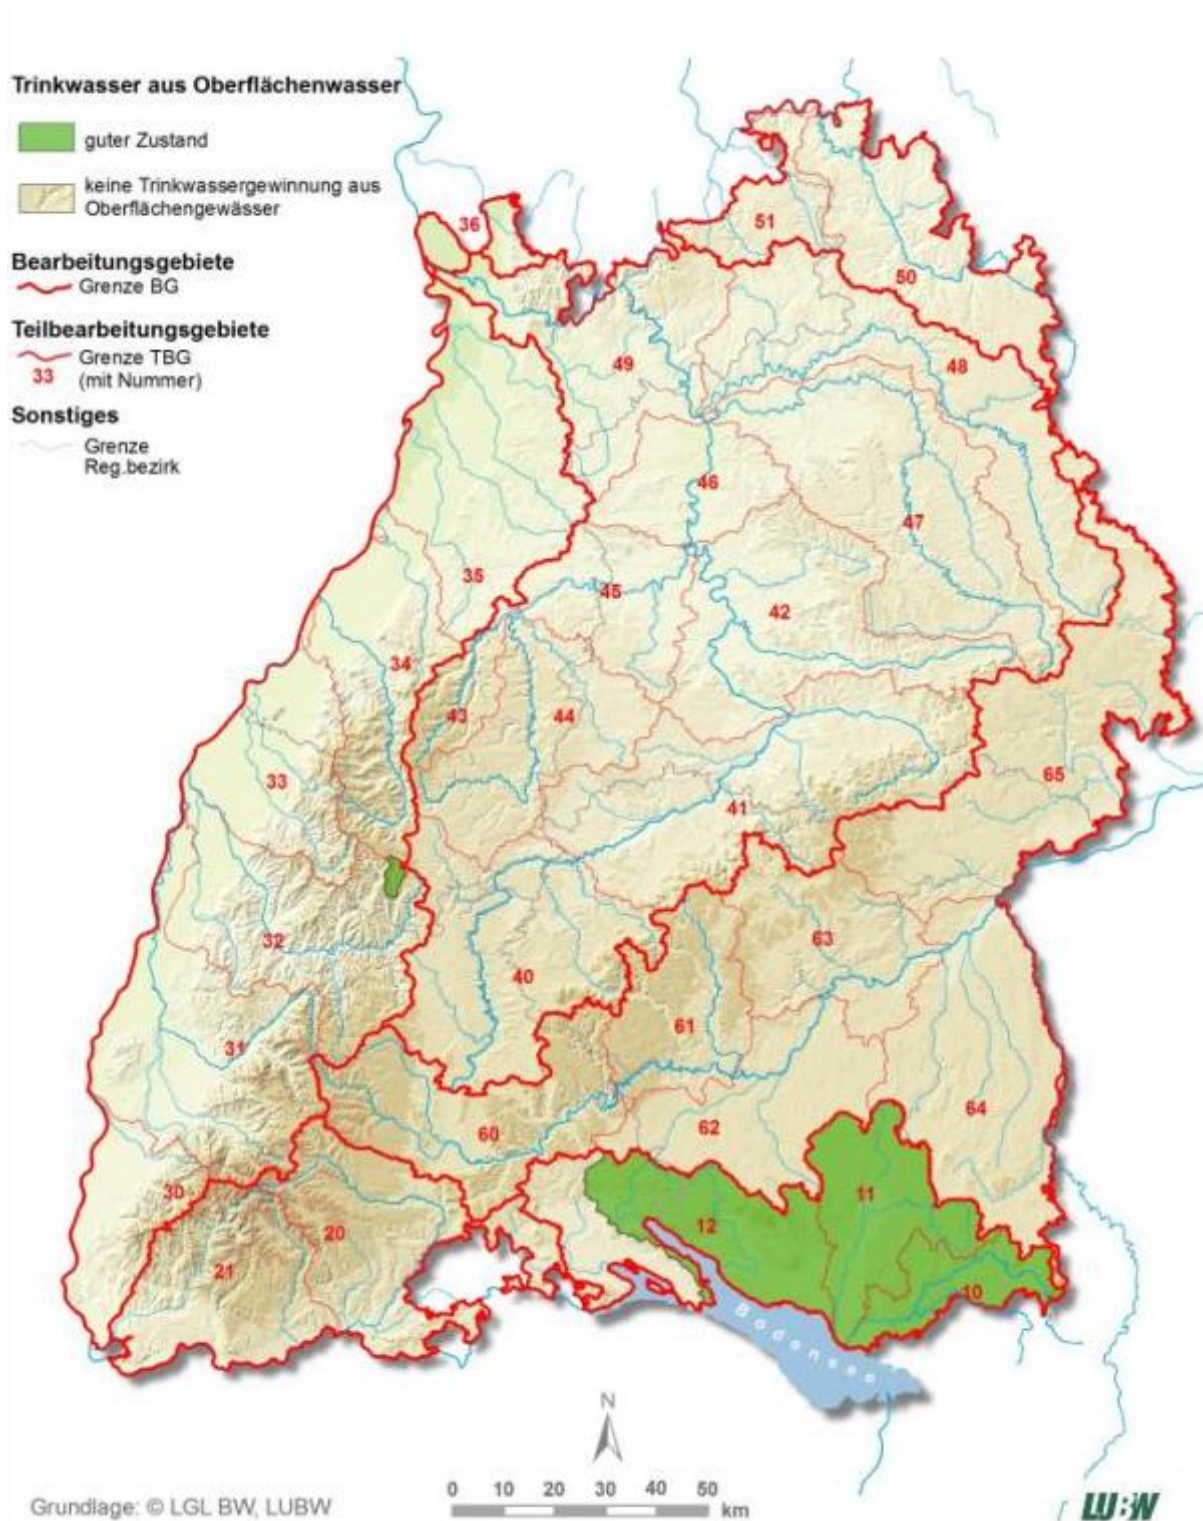 Trinkwasser aus Oberflächenwasser
guter Zustand
keine Trinkwassergewinnung aus
Oberflächengewässer
Bearbeitungsgebiete
Grenze BG
Teilbearbeitungsgebiete
Grenze TBG
33 (mit Nummer)
Sonstiges
Grenze
Reg.bezirk
36
51
50
49
48
46
47
35
45
42
34
43
44
33
65
41
32
40
63
31
61
64
60
62
30
20
11
12
21
10
Bodensee
N
0 10 20 30 40 50
km
Grundlage: © LGL BW, LUBW
LUBW